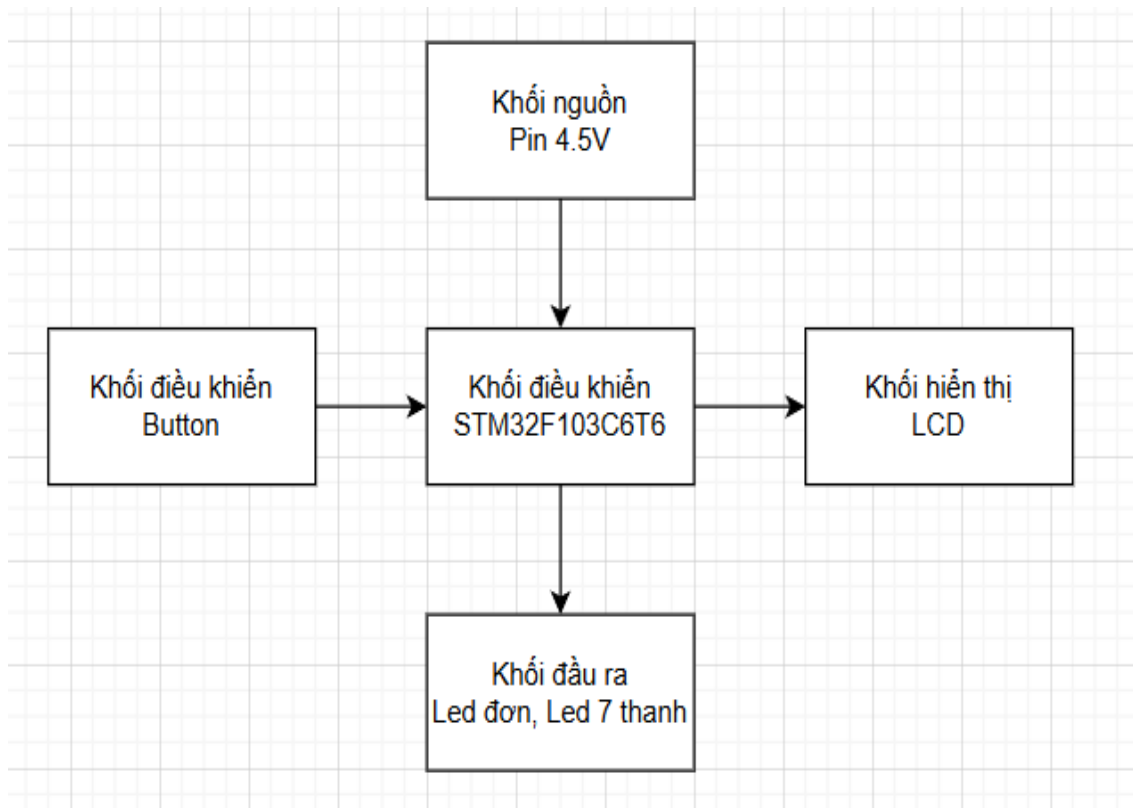 Khối nguồn
Pin 4.5V
Khối điều khiển
Button
Khối điều khiển
STM32F103C6T6
Khối hiển thị
LCD
Khối đầu ra
Led đơn, Led 7 thanh